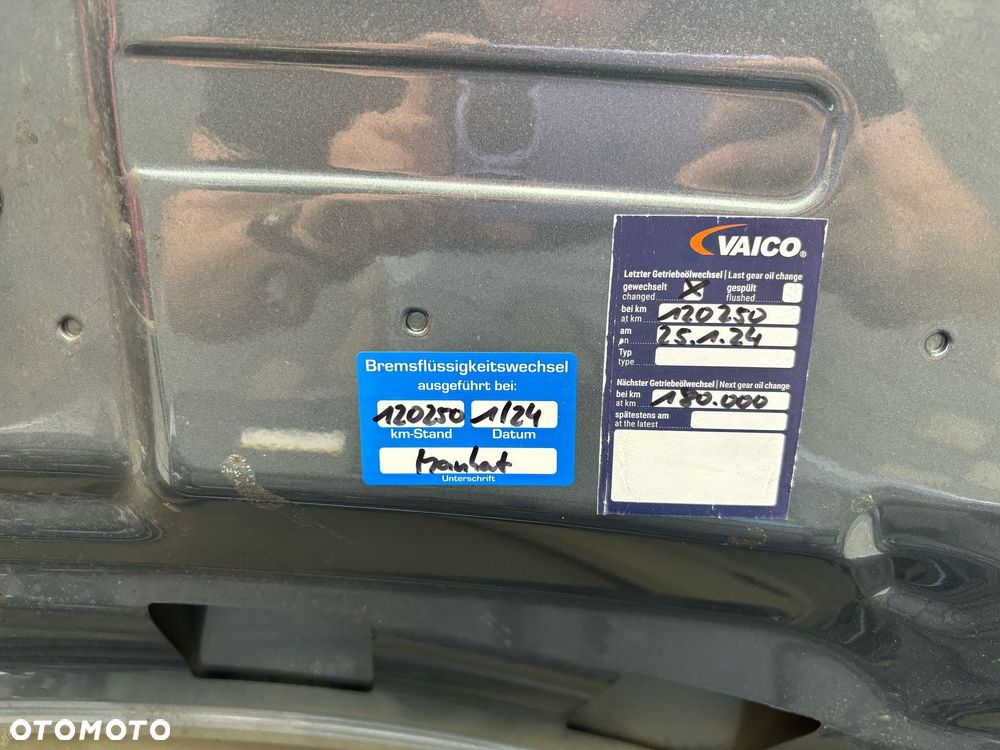 VAICO®
Letzter Getriebeölwechsel | Last gear oil change
gewechselt
changed X
gespült
flushed
bei km
at km 120250
am
on 25.1.24
Typ
type
Nächster Getriebeölwechsel | Next gear oil change
bei km
at km 180.000
spätestens am
at the latest
Bremsflüssigkeitswechsel
ausgeführt bei:
120250 1/24
km-Stand Datum
Unterschrift
OTOMOTO